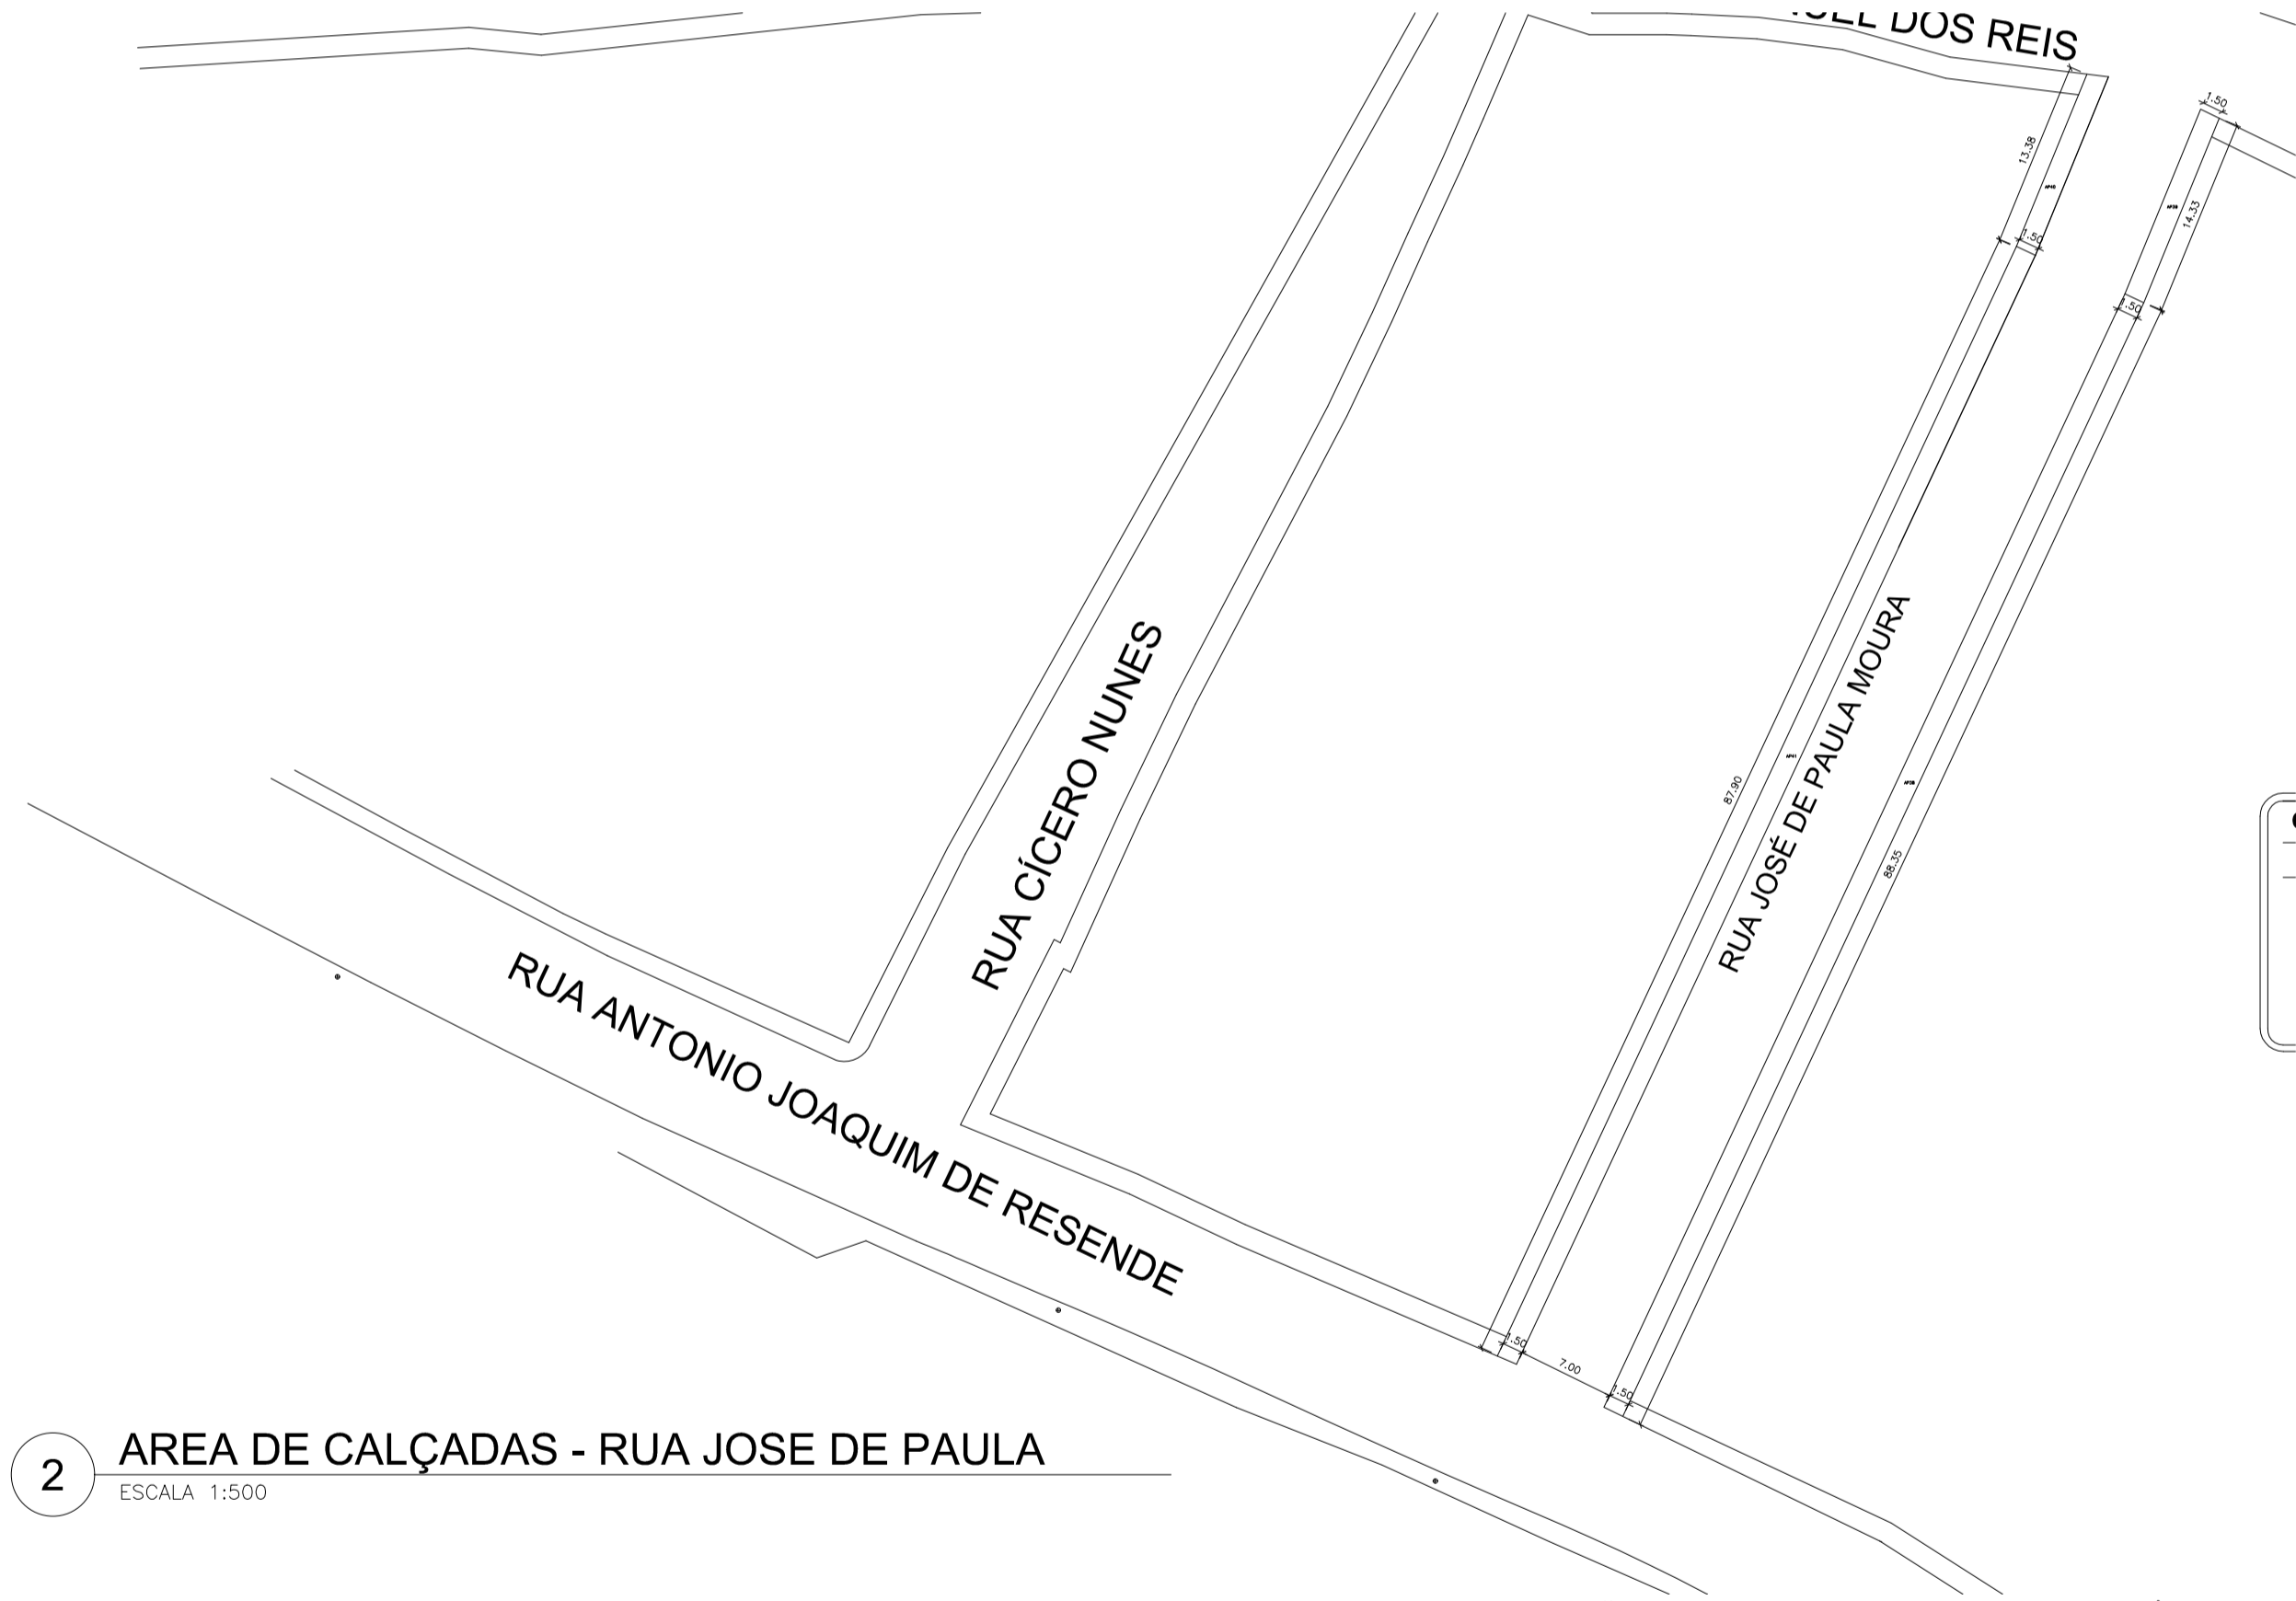 DOS REIS
1.50
13.38
14.33
1.50
1.50
RUA CÍCERO NUNES
RUA JOSÉ DE PAULA MOURA
87.90
88.35
RUA ANTONIO JOAQUIM DE RESENDE
1.50
7.00
1.50
2
AREA DE CALÇADAS - RUA JOSE DE PAULA
ESCALA 1:500